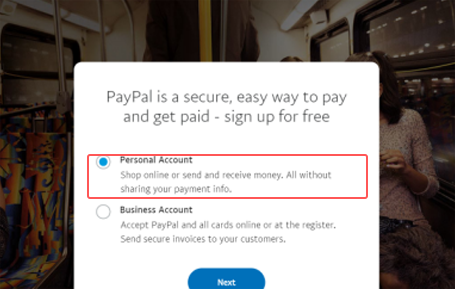 PayPal is a secure, easy way to pay
and get paid - sign up for free
Personal Account
Shop online or send and receive money. All without
sharing your payment info.
Business Account
Accept PayPal and all cards online or at the register.
Send secure invoices to your customers.
Next